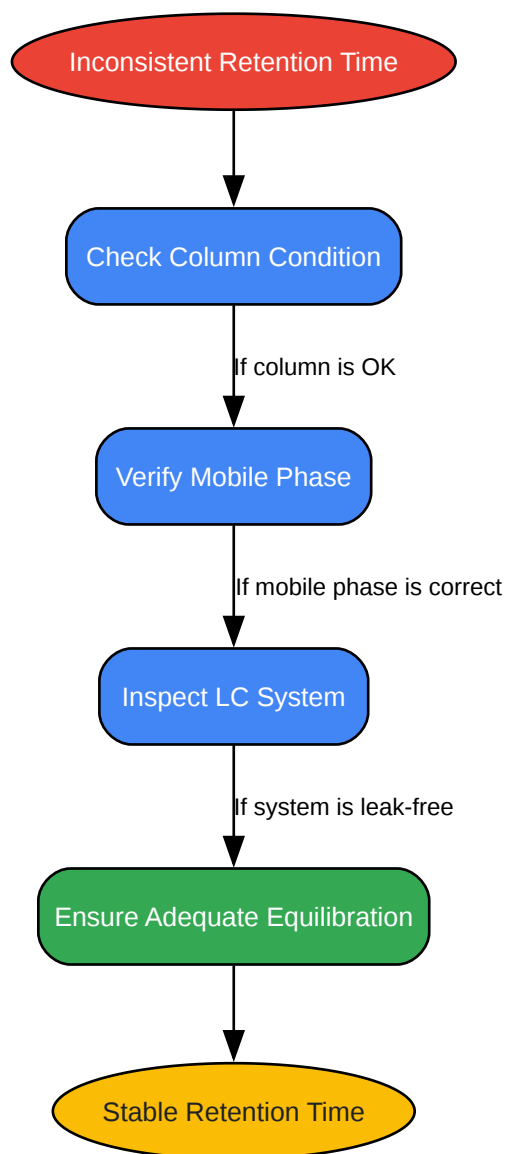 Inconsistent Retention Time
Check Column Condition
If column is OK
Verify Mobile Phase
If mobile phase is correct
Inspect LC System
If system is leak-free
Ensure Adequate Equilibration
Stable Retention Time